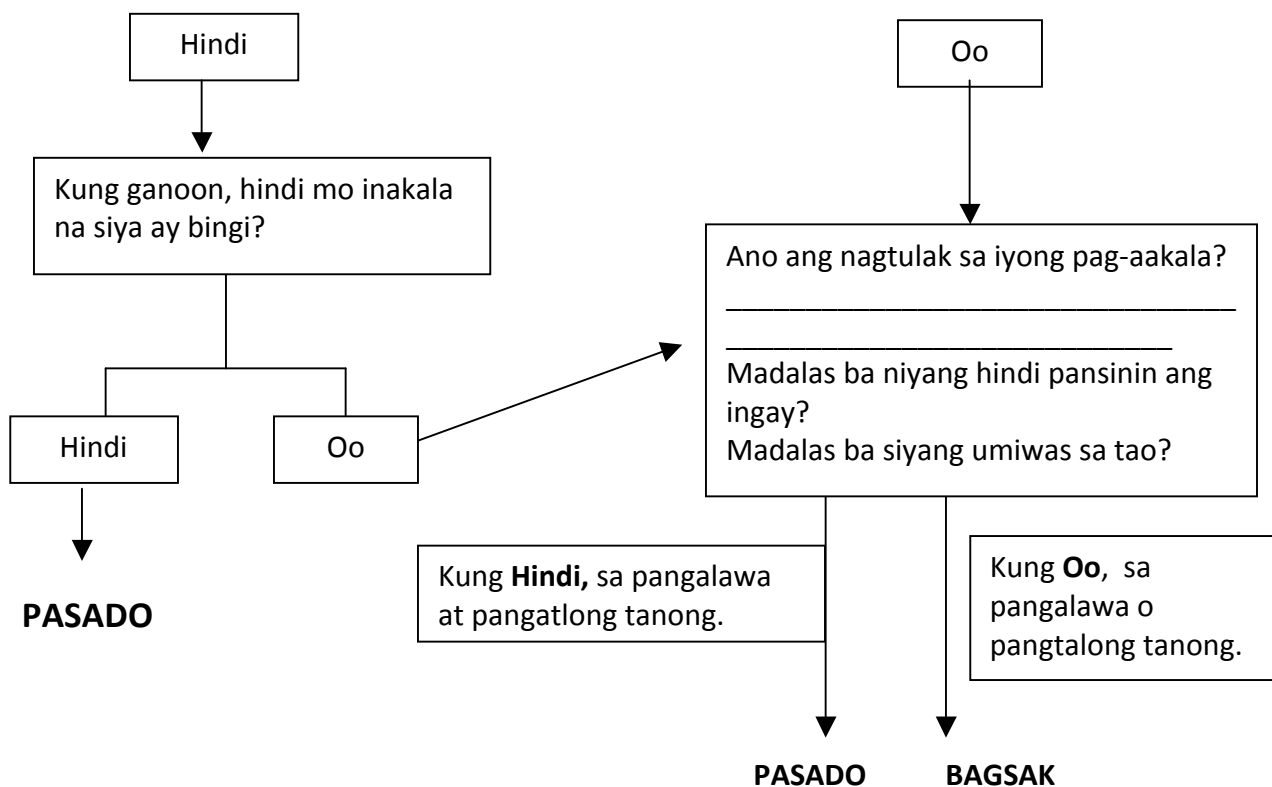 Hindi
Oo
Kung ganoon, hindi mo inakala
na siya ay bingi?
Ano ang nagtulak sa iyong pag-aakala?
__________________________________
______________________________
Madalas ba niyang hindi pansinin ang
ingay?
Madalas ba siyang umiwas sa tao?
Hindi
Oo
PASADO
Kung Hindi, sa pangalawa
at pangatlong tanong.
Kung Oo, sa
pangalawa o
pangtalong tanong.
PASADO
BAGSAK